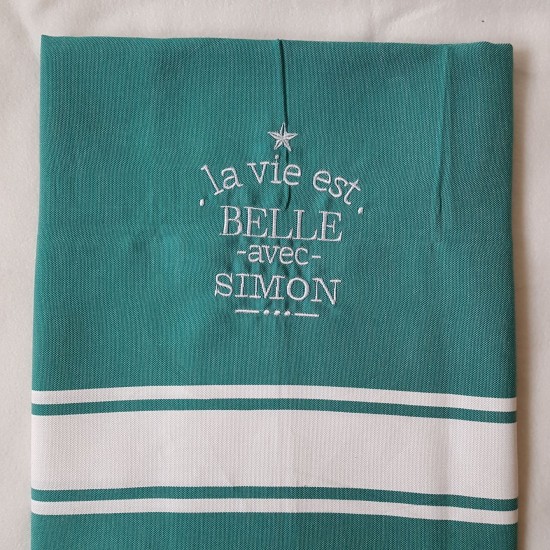 la vie est
BELLE
-avec-
SIMON